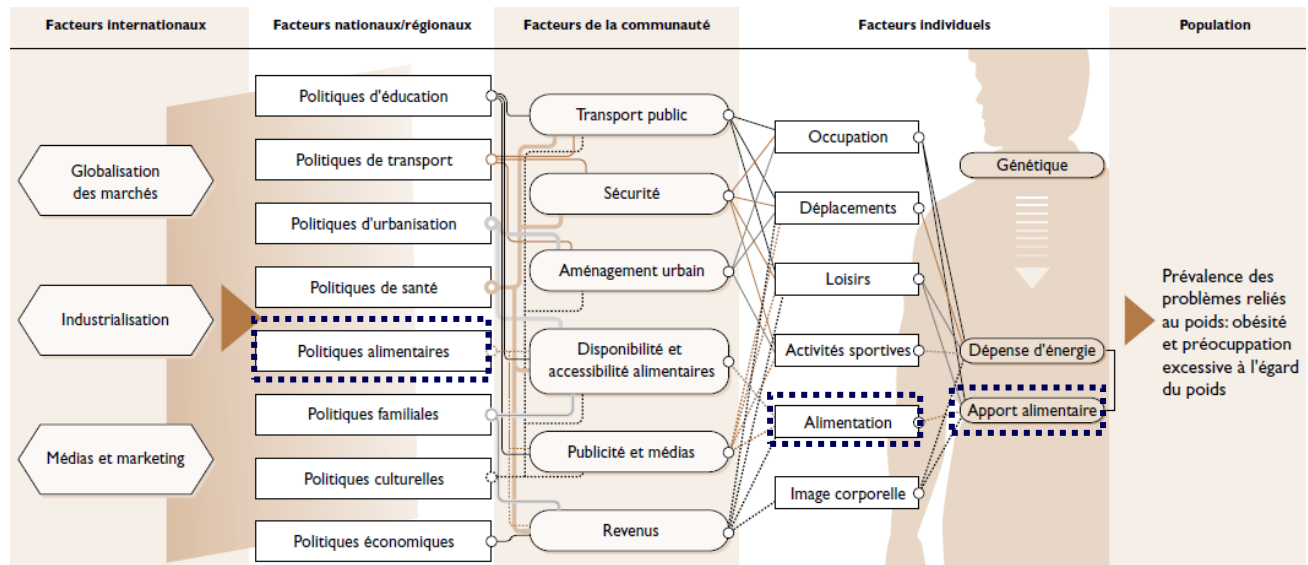 Facteurs internationaux
Facteurs nationaux/régionaux
Facteurs de la communauté
Facteurs individuels
Population
Globalisation
des marchés
Industrialisation
Médias et marketing
Politiques d'éducation
Politiques de transport
Politiques d'urbanisation
Politiques de santé
Politiques alimentaires
Politiques familiales
Politiques culturelles
Politiques économiques
Transport public
Sécurité
Aménagement urbain
Disponibilité et
accessibilité alimentaires
Publicité et médias
Revenus
Occupation
Déplacements
Loisirs
Activités sportives
Alimentation
Image corporelle
Génétique
Dépense d'énergie
Apport alimentaire
Prévalence des
problèmes reliés
au poids: obésité
et préoccupation
excessive à l'égard
du poids